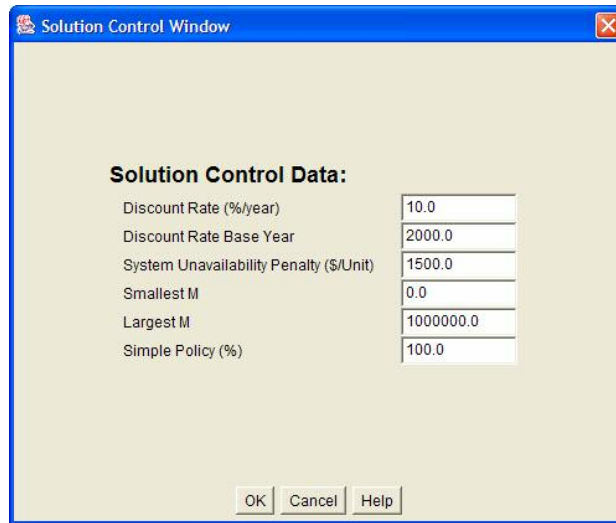 Solution Control Window
Solution Control Data:
Discount Rate (%/year) 10.0
Discount Rate Base Year 2000.0
System Unavailability Penalty ($/Unit) 1500.0
Smallest M 0.0
Largest M 1000000.0
Simple Policy (%) 100.0
OK Cancel Help